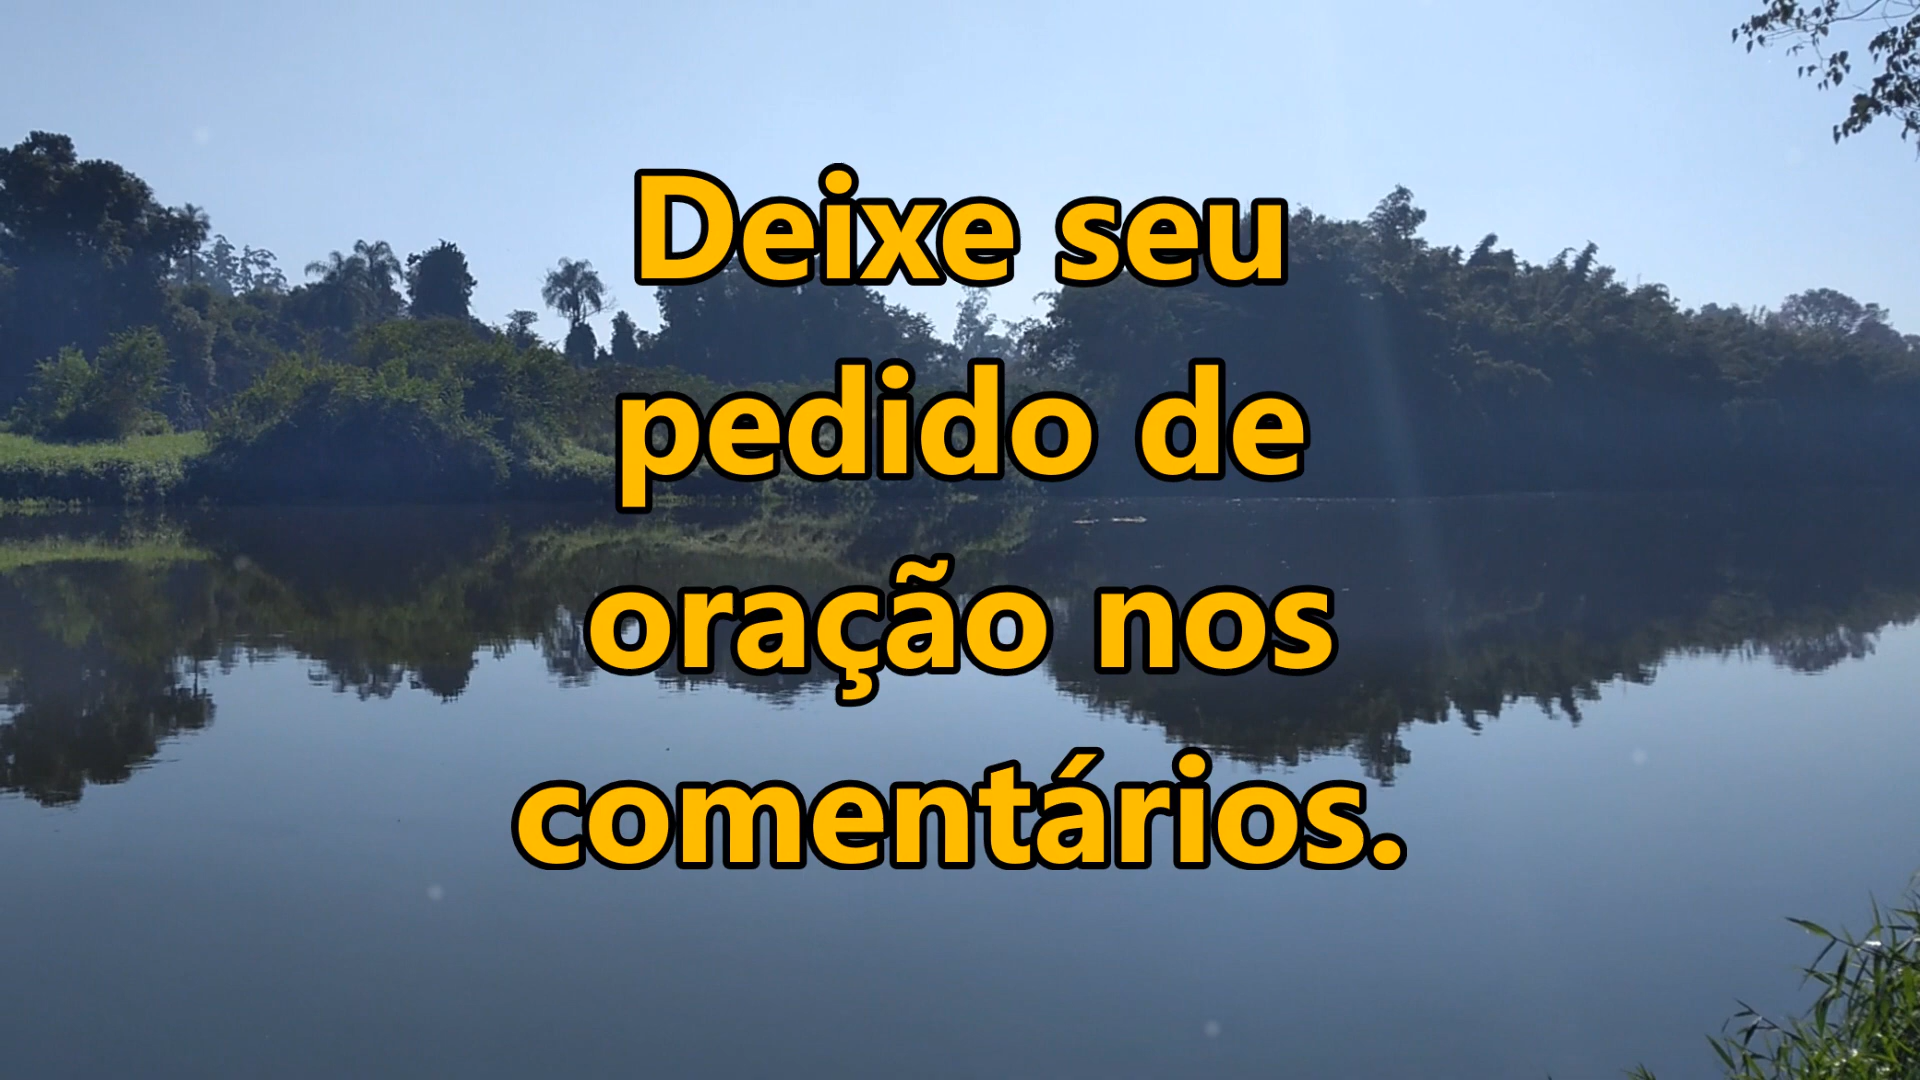 Deixe seu
pedido de
oração nos
comentários.